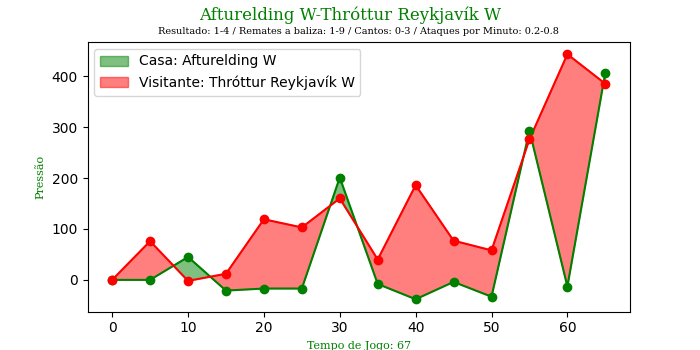 Afturelding W-Thróttur Reykjavík W
Resultado: 1-4 / Remates a baliza: 1-9 / Cantos: 0-3 / Ataques por Minuto: 0.2-0.8
Casa: Afturelding W
Visitante: Thróttur Reykjavík W
Pressão
400
300
200
100
0
0 10 20 30 40 50 60
Tempo de Jogo: 67